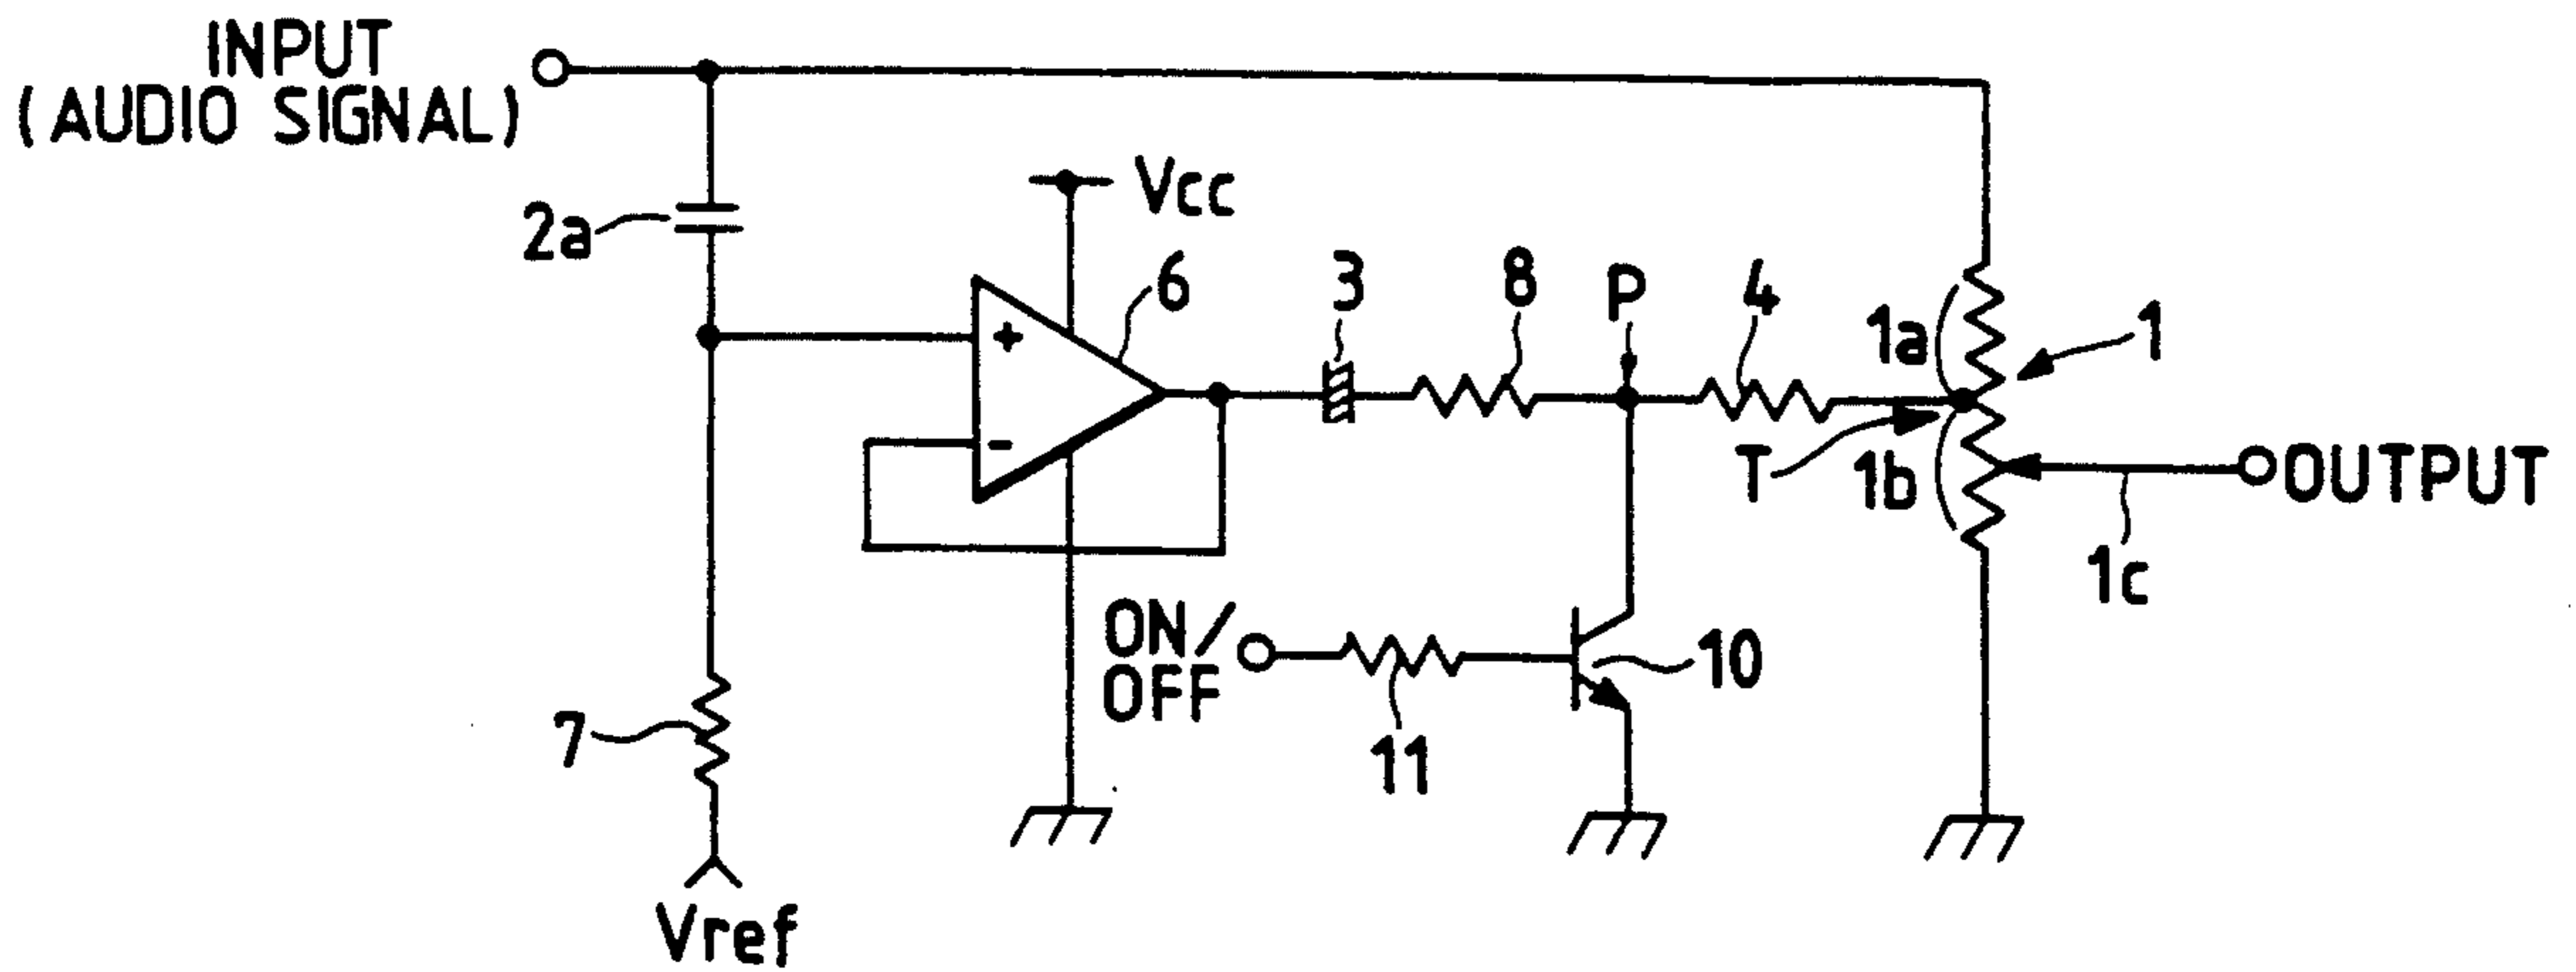 INPUT
(AUDIO SIGNAL)
Vcc
2a
6
3
8
P
4
1a
1
T
1b
OUTPUT
1c
ON/
OFF
10
11
7
Vref
+
-